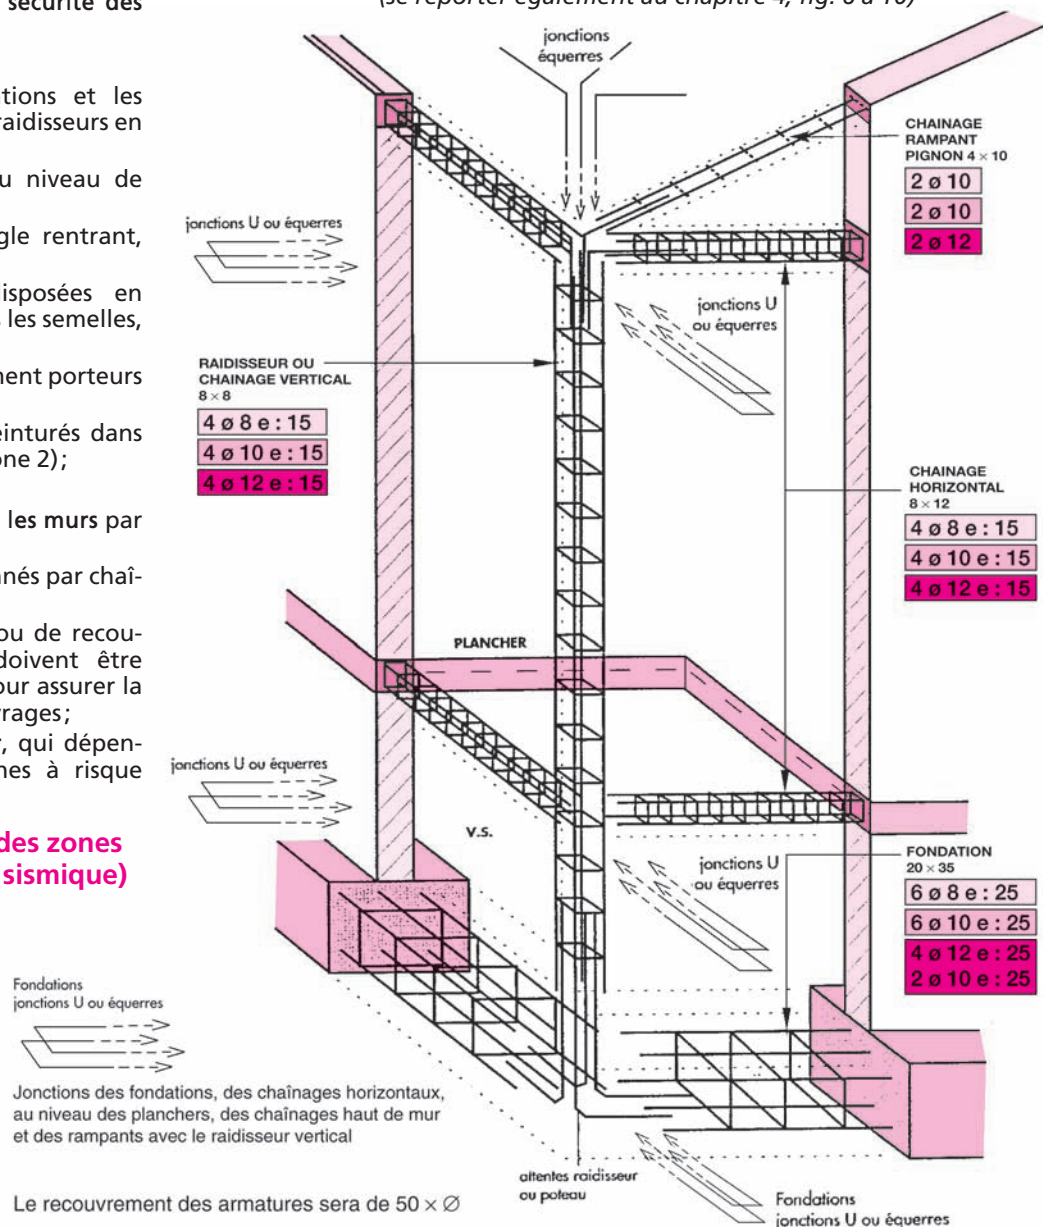 sécurité des
(se reporter également au chapitre 4, fig. 6 à 10)
tions et les
raidisseurs en
u niveau de
gle rentrant,
lisposées en
s les semelles,
ment porteurs
einturés dans
one 2);
les murs par
nés par chaî-
ou de recou-
doivent être
our assurer la
vrages;
r, qui dépen-
nes à risque
des zones
sismique)
jonctions
équerres
CHAINAGE
RAMPANT
PIGNON 4 × 10
2 ø 10
2 ø 10
2 ø 12
jonctions U ou équerres
jonctions U
ou équerres
RAIDISSEUR OU
CHAINAGE VERTICAL
8 × 8
4 ø 8 e : 15
4 ø 10 e : 15
4 ø 12 e : 15
CHAINAGE
HORIZONTAL
8 × 12
4 ø 8 e : 15
4 ø 10 e : 15
4 ø 12 e : 15
PLANCHER
jonctions U ou équerres
V.S.
jonctions U
ou équerres
FONDATION
20 × 35
6 ø 8 e : 25
6 ø 10 e : 25
4 ø 12 e : 25
2 ø 10 e : 25
Fondations
jonctions U ou équerres
Jonctions des fondations, des chaînages horizontaux,
au niveau des planchers, des chaînages haut de mur
et des rampants avec le raidisseur vertical
attentes raidisseur
ou poteau
Le recouvrement des armatures sera de 50 × Ø
Fondations
jonctions U ou équerres